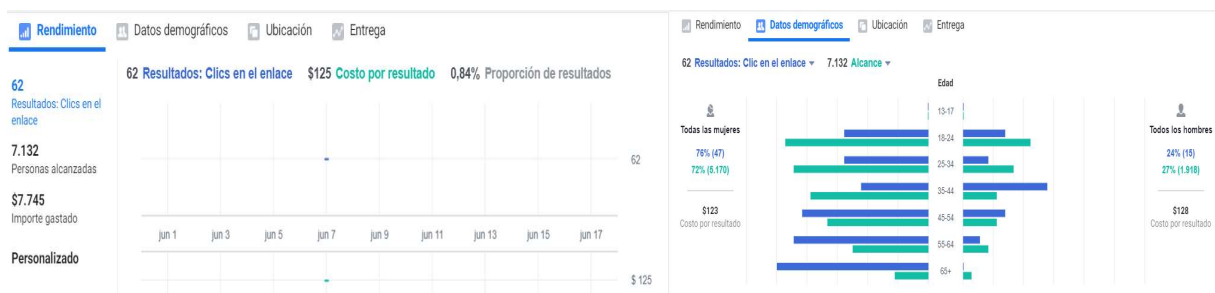 Rendimiento Datos demográficos Ubicación Entrega
62
Resultados: Clics en el
enlace
7.132
Personas alcanzadas
$7.745
Importe gastado
Personalizado
62 Resultados: Clics en el enlace $125 Costo por resultado 0,84% Proporción de resultados
62
jun 1 jun 3 jun 5 jun 7 jun 9 jun 11 jun 13 jun 15 jun 17
$ 125
Rendimiento Datos demográficos Ubicación Entrega
62 Resultados: Clic en el enlace 7.132 Alcance
Edad
Todas las mujeres
76% (47)
72% (5.170)
$123
Costo por resultado
13-17
18-24
25-34
35-44
45-54
55-64
65+
Todos los hombres
24% (15)
27% (1.918)
$128
Costo por resultado